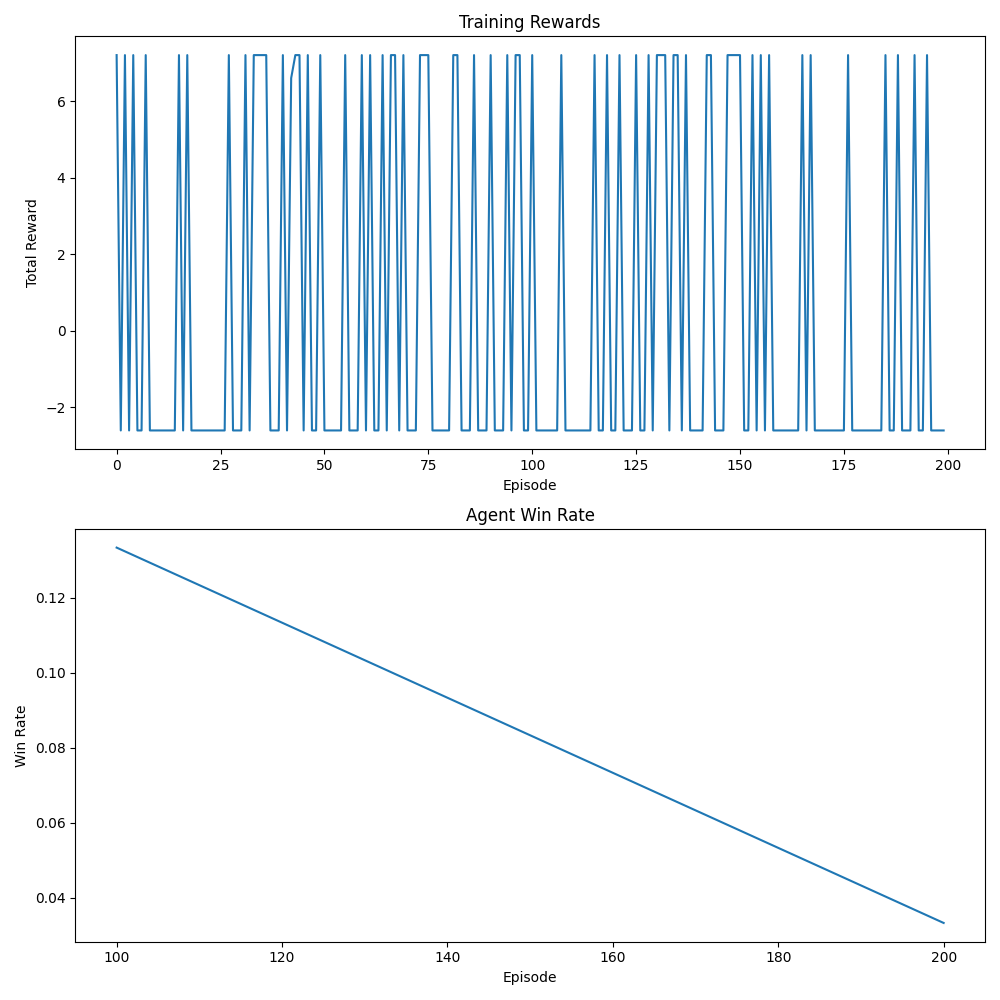 Training Rewards
Total Reward
6
4
2
0
−2
0 25 50 75 100 125 150 175 200
Episode
Agent Win Rate
Win Rate
0.12
0.10
0.08
0.06
0.04
100 120 140 160 180 200
Episode